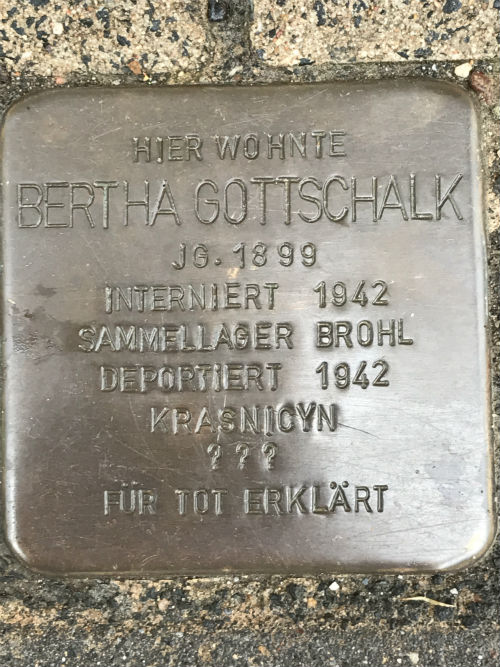 HIER WOHNTE
BERTHA GOTTSCHALK
JG. 1899
INTERNIERT 1942
SAMMELLAGER BROHL
DEPORTIERT 1942
KRASNICYN
???
FÜR TOT ERKLÄRT